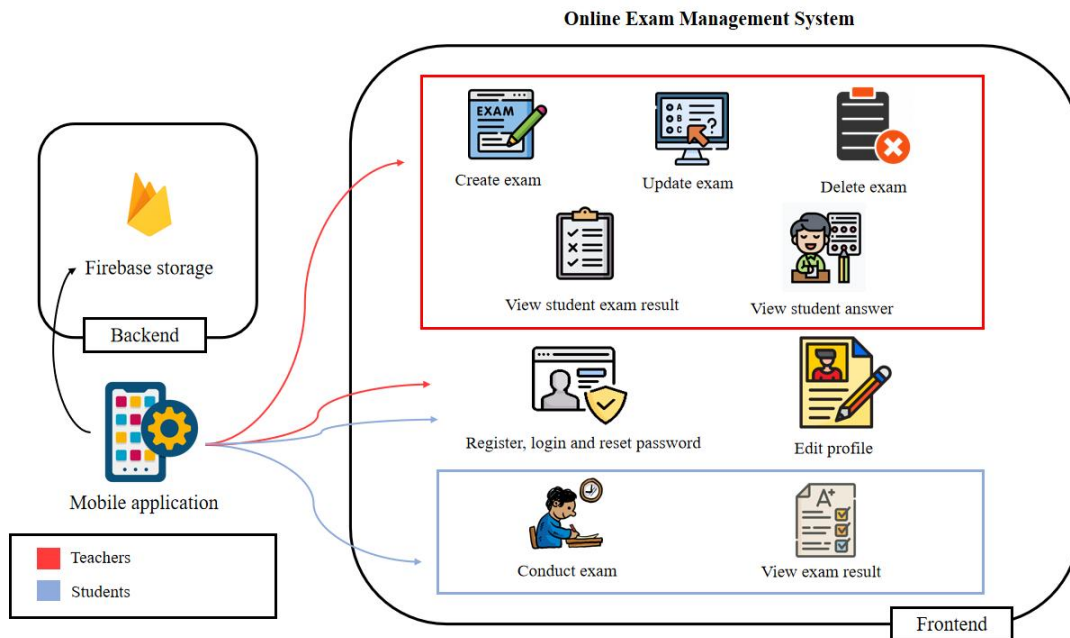 Online Exam Management System
EXAM
A
B
C
?
Create exam
Update exam
Delete exam
View student exam result
View student answer
Firebase storage
Backend
Register, login and reset password
Edit profile
Mobile application
A+
Conduct exam
View exam result
Teachers
Students
Frontend